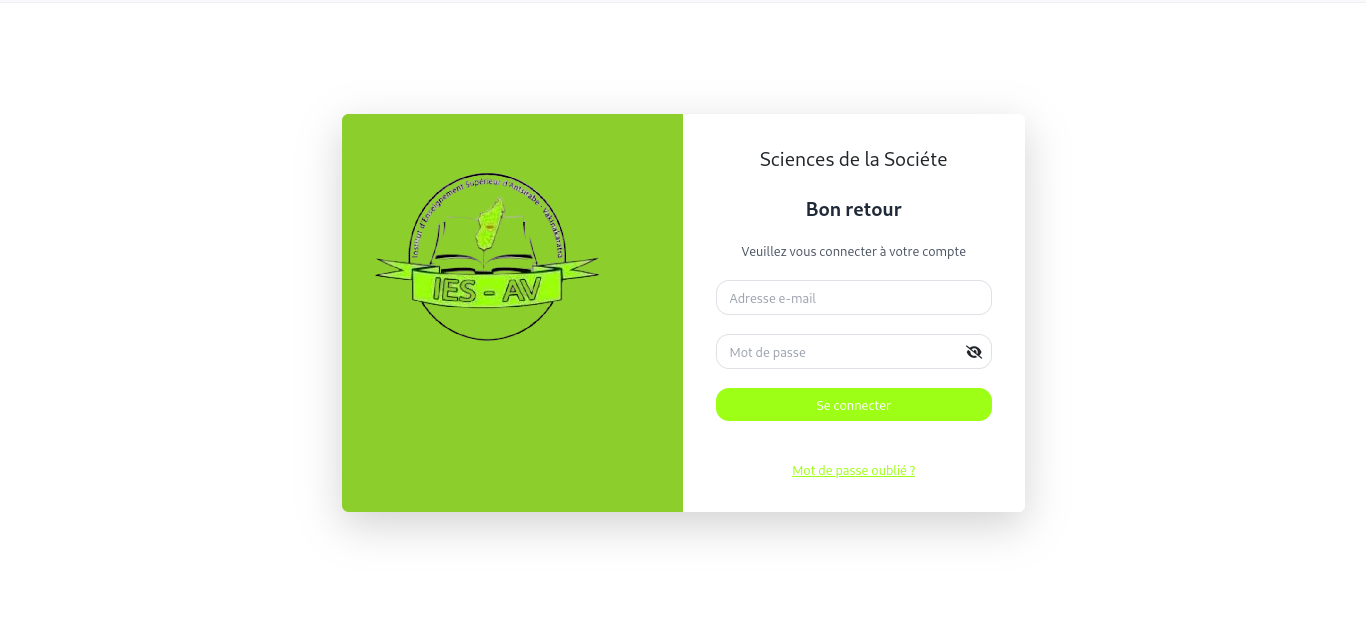 Institut d'Enseignement Supérieur d'Antsirabe - Vakinakaratra
IES - AV
Sciences de la Sociéte
Bon retour
Veuillez vous connecter à votre compte
Adresse e-mail
Mot de passe
Se connecter
Mot de passe oublié ?